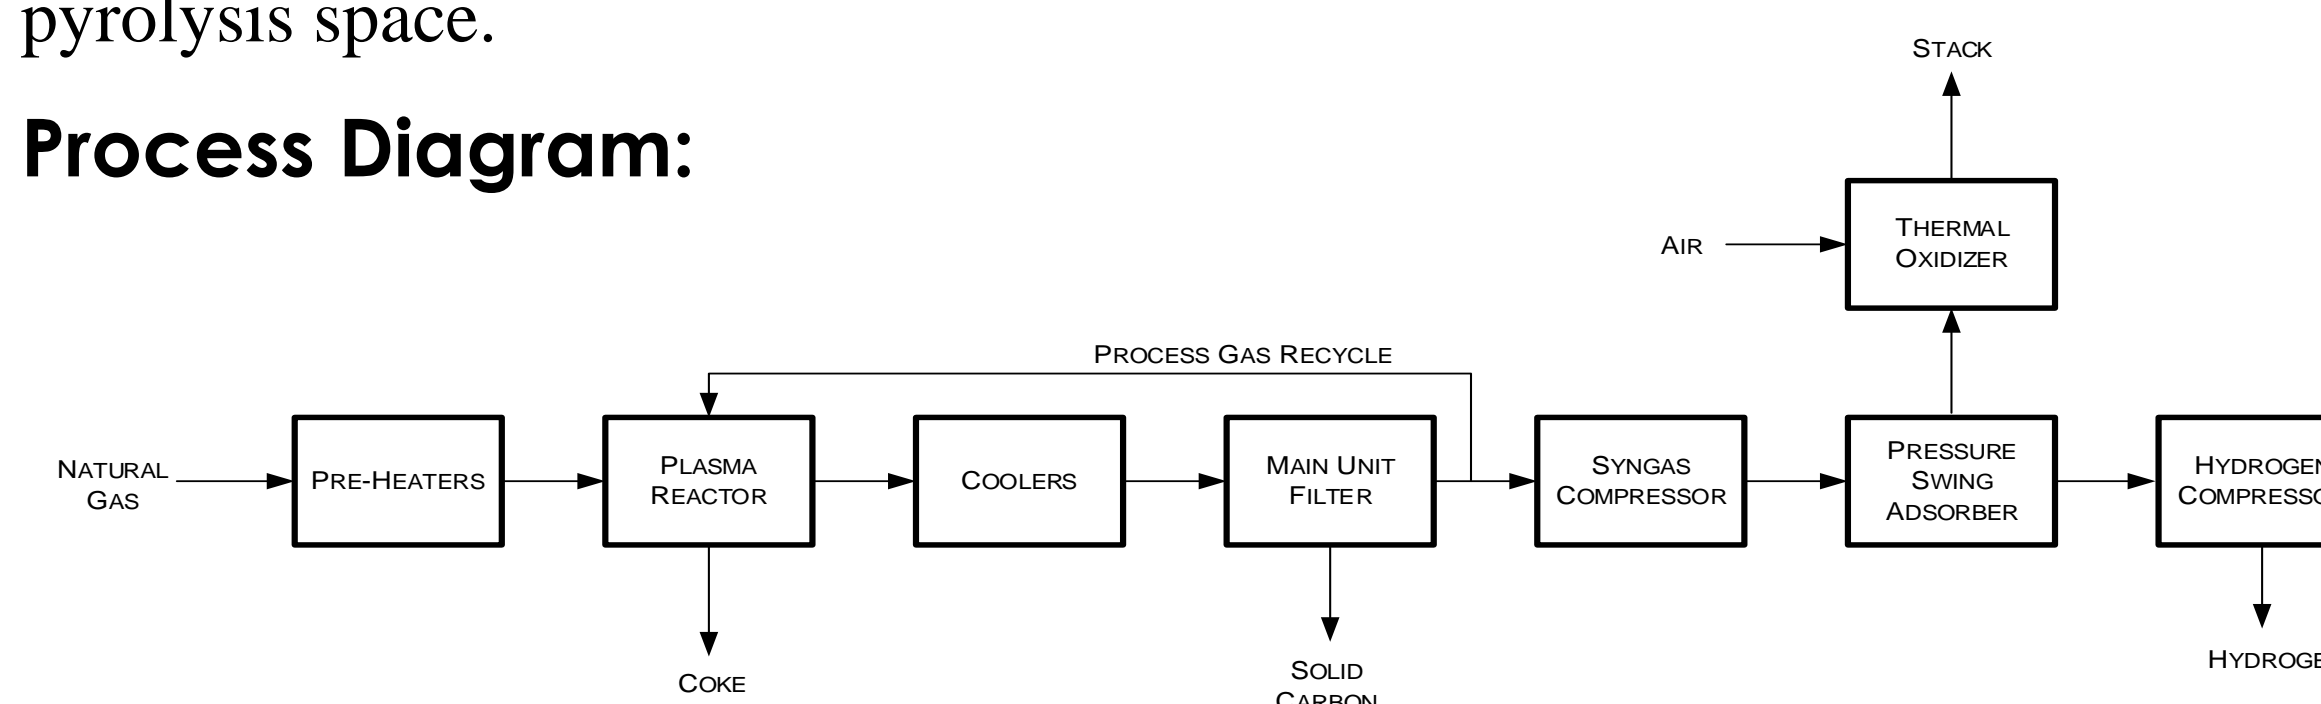 pyrolysis space.
Process Diagram:
STACK
AIR
THERMAL
OXIDIZER
PROCESS GAS RECYCLE
NATURAL
GAS
PRE-HEATERS
PLASMA
REACTOR
COOLERS
MAIN UNIT
FILTER
SYNGAS
COMPRESSOR
PRESSURE
SWING
ADSORBER
COKE
SOLID
CARBON